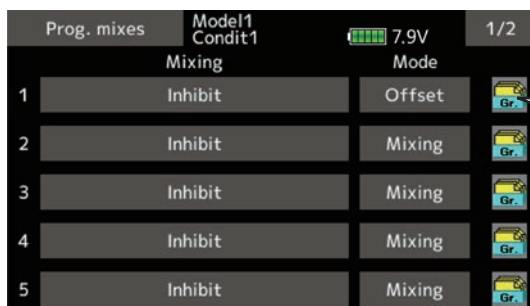 Prog. mixes Model1 Condit1 7.9V 1/2
Mixing Mode
1 Inhibit Offset Gr.
2 Inhibit Mixing Gr.
3 Inhibit Mixing Gr.
4 Inhibit Mixing Gr.
5 Inhibit Mixing Gr.